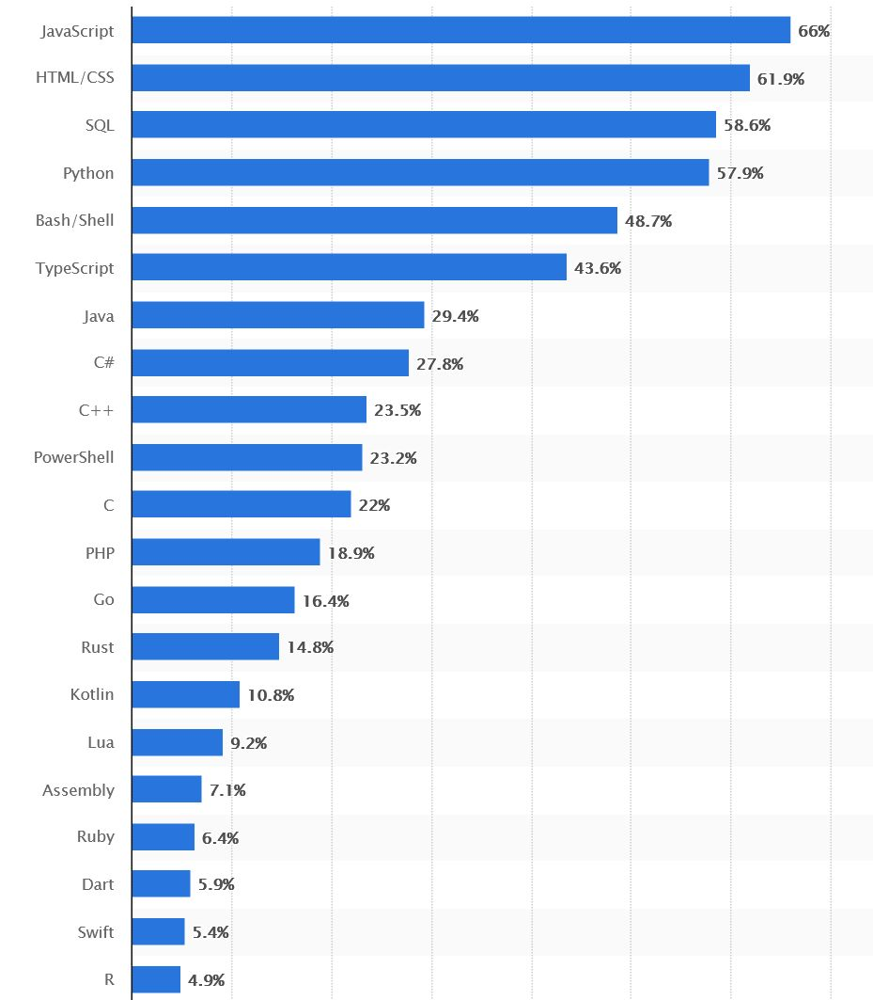 JavaScript 66%
HTML/CSS 61.9%
SQL 58.6%
Python 57.9%
Bash/Shell 48.7%
TypeScript 43.6%
Java 29.4%
C# 27.8%
C++ 23.5%
PowerShell 23.2%
C 22%
PHP 18.9%
Go 16.4%
Rust 14.8%
Kotlin 10.8%
Lua 9.2%
Assembly 7.1%
Ruby 6.4%
Dart 5.9%
Swift 5.4%
R 4.9%